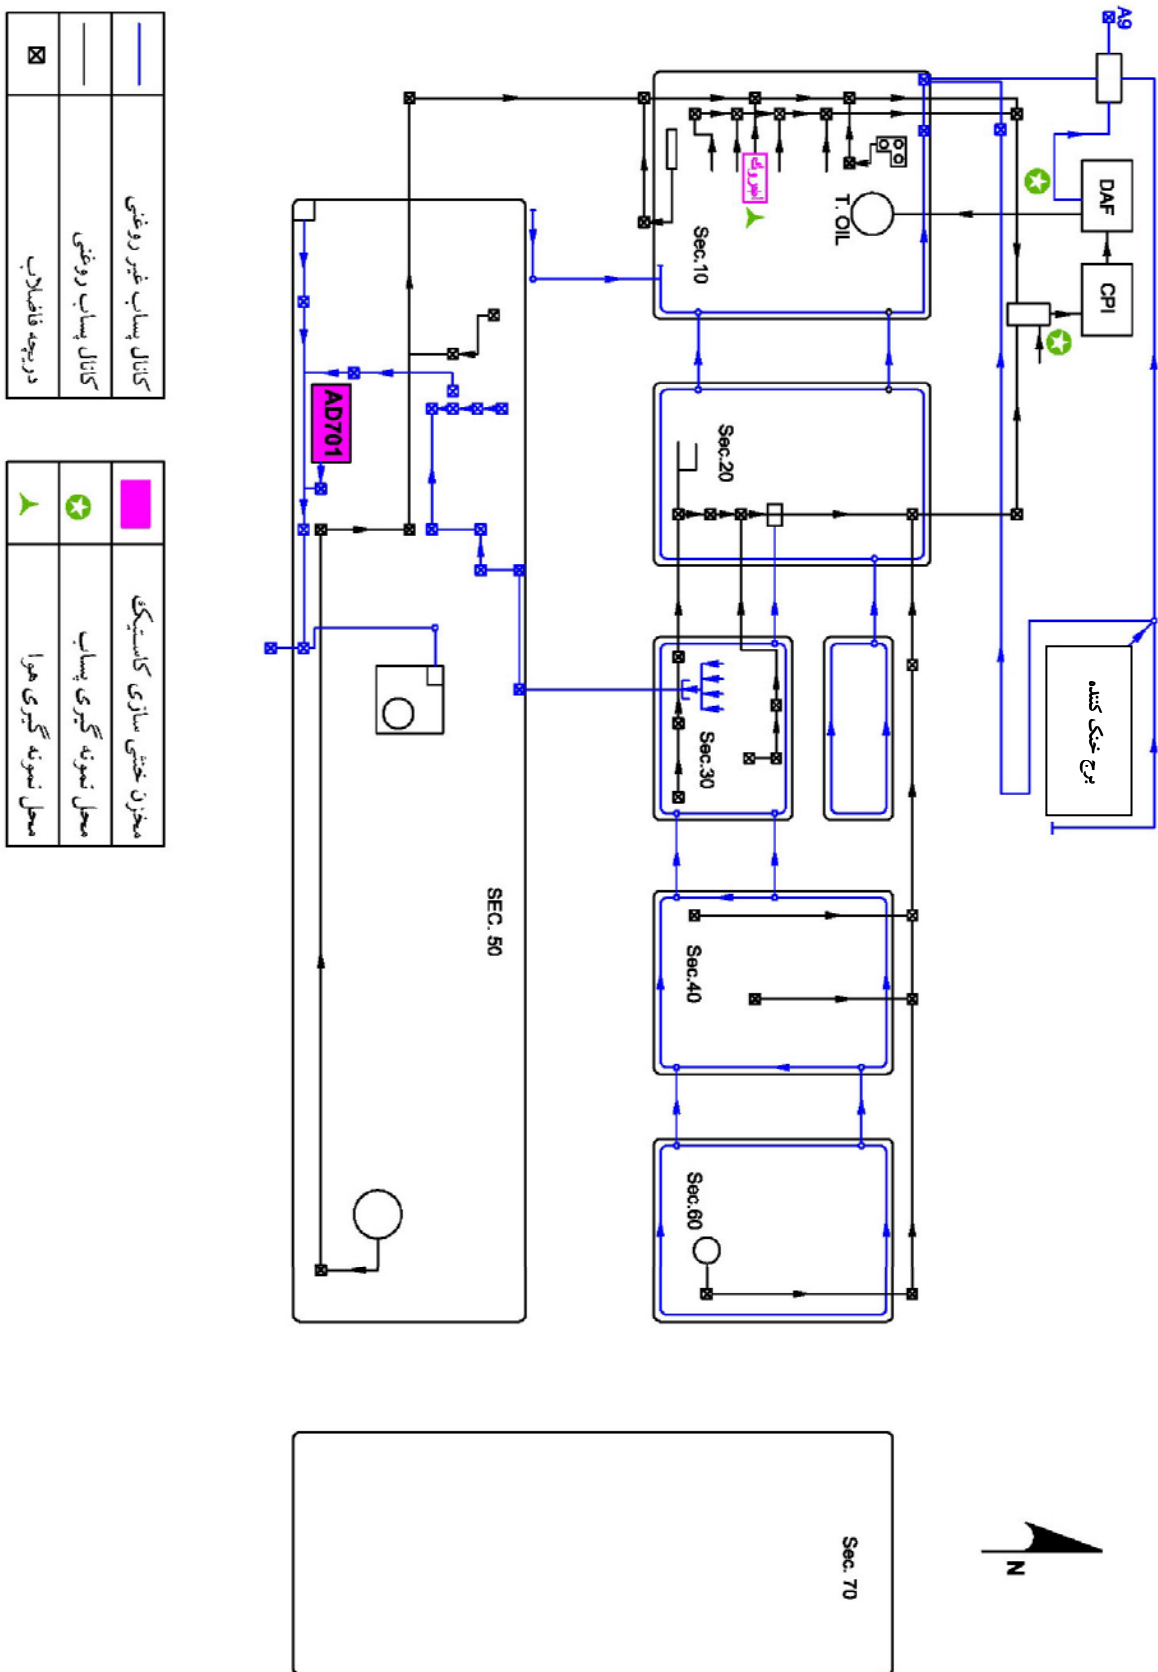 A9
DAF
CPI
T. OIL
Sec.10
Sec.20
AD701
Sec.30
برج خنک کننده
SEC. 50
Sec.40
Sec.60
Sec. 70
N
کانال پساب غیر روغنی
کانال پساب روغنی
دریچه فاضلاب
مخزن خنثی سازی کاستیک
محل نمونه گیری پساب
محل نمونه گیری هوا